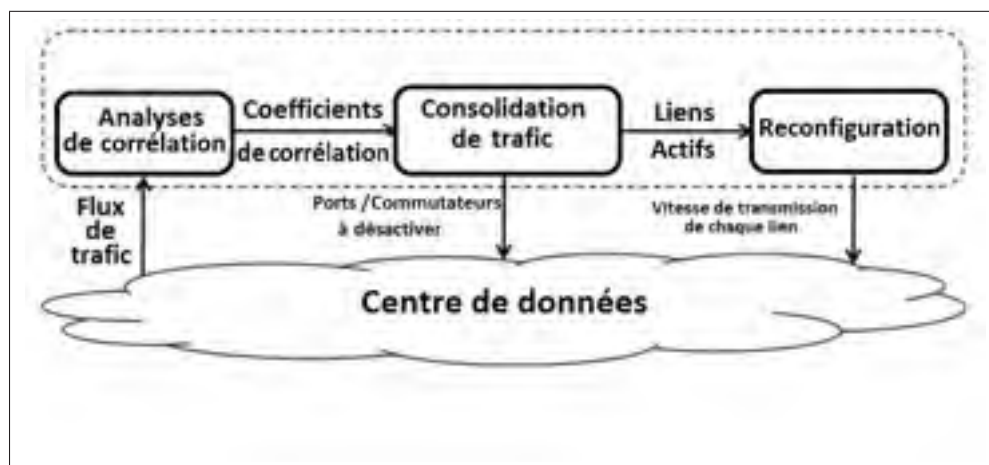 Analyses
de corrélation
Coefficients
de corrélation
Consolidation
de trafic
Liens
Actifs
Reconfiguration
Flux
de
trafic
Ports /Commutateurs
à désactiver
Vitesse de transmission
de chaque lien
Centre de données